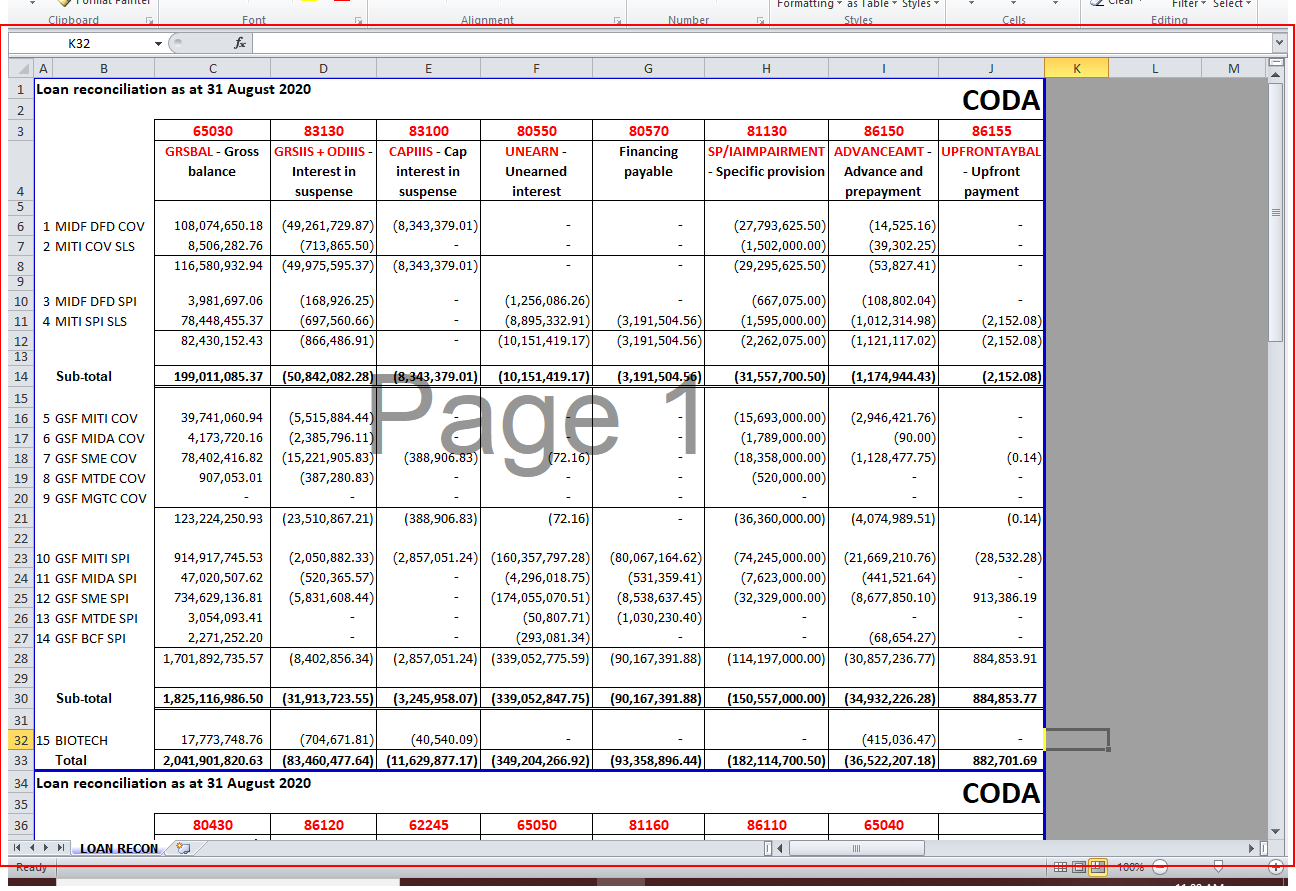 Format Painter
Formatting as Table Styles Clear Filter Select
Clipboard Font Alignment Number Styles Cells Editing
K32 fx
A B C D E F G H I J K L M
1 Loan reconciliation as at 31 August 2020
2 CODA
3 65030 83130 83100 80550 80570 81130 86150 86155
GRSBAL - Gross GRSIIS + ODIIIS - CAPIIIS - Cap UNEARN - Financing SP/IAIMPAIRMENT ADVANCEAMT - UPFRONTAYBAL
balance Interest in interest in Unearned payable - Specific provision Advance and - Upfront
4 suspense suspense interest prepayment payment
5
6 1 MIDF DFD COV 108,074,650.18 (49,261,729.87) (8,343,379.01) - - (27,793,625.50) (14,525.16) -
7 2 MITI COV SLS 8,506,282.76 (713,865.50) - - - (1,502,000.00) (39,302.25) -
8 116,580,932.94 (49,975,595.37) (8,343,379.01) - - (29,295,625.50) (53,827.41) -
9
10 3 MIDF DFD SPI 3,981,697.06 (168,926.25) - (1,256,086.26) - (667,075.00) (108,802.04) -
11 4 MITI SPI SLS 78,448,455.37 (697,560.66) - (8,895,332.91) (3,191,504.56) (1,595,000.00) (1,012,314.98) (2,152.08)
12 82,430,152.43 (866,486.91) - (10,151,419.17) (3,191,504.56) (2,262,075.00) (1,121,117.02) (2,152.08)
13
14 Sub-total 199,011,085.37 (50,842,082.28) (8,343,379.01) (10,151,419.17) (3,191,504.56) (31,557,700.50) (1,174,944.43) (2,152.08)
15
Page 1
16 5 GSF MITI COV 39,741,060.94 (5,515,884.44) - - - (15,693,000.00) (2,946,421.76) -
17 6 GSF MIDA COV 4,173,720.16 (2,385,796.11) - - - (1,789,000.00) (90.00) -
18 7 GSF SME COV 78,402,416.82 (15,221,905.83) (388,906.83) (72.16) - (18,358,000.00) (1,128,477.75) (0.14)
19 8 GSF MTDE COV 907,053.01 (387,280.83) - - - (520,000.00) - -
20 9 GSF MGTC COV - - - - - - - -
21 123,224,250.93 (23,510,867.21) (388,906.83) (72.16) - (36,360,000.00) (4,074,989.51) (0.14)
22
23 10 GSF MITI SPI 914,917,745.53 (2,050,882.33) (2,857,051.24) (160,357,797.28) (80,067,164.62) (74,245,000.00) (21,669,210.76) (28,532.28)
24 11 GSF MIDA SPI 47,020,507.62 (520,365.57) - (4,296,018.75) (531,359.41) (7,623,000.00) (441,521.64) -
25 12 GSF SME SPI 734,629,136.81 (5,831,608.44) - (174,055,070.51) (8,538,637.45) (32,329,000.00) (8,677,850.10) 913,386.19
26 13 GSF MTDE SPI 3,054,093.41 - - (50,807.71) (1,030,230.40) - - -
27 14 GSF BCF SPI 2,271,252.20 - - (293,081.34) - - (68,654.27) -
28 1,701,892,735.57 (8,402,856.34) (2,857,051.24) (339,052,775.59) (90,167,391.88) (114,197,000.00) (30,857,236.77) 884,853.91
29
30 Sub-total 1,825,116,986.50 (31,913,723.55) (3,245,958.07) (339,052,847.75) (90,167,391.88) (150,557,000.00) (34,932,226.28) 884,853.77
31
32 15 BIOTECH 17,773,748.76 (704,671.81) (40,540.09) - - - (415,036.47) -
33 Total 2,041,901,820.63 (83,460,477.64) (11,629,877.17) (349,204,266.92) (93,358,896.44) (182,114,700.50) (36,522,207.18) 882,701.69
34 Loan reconciliation as at 31 August 2020
35 CODA
36 80430 86120 62245 65050 81160 86110 65040
LOAN RECON
Ready 100%